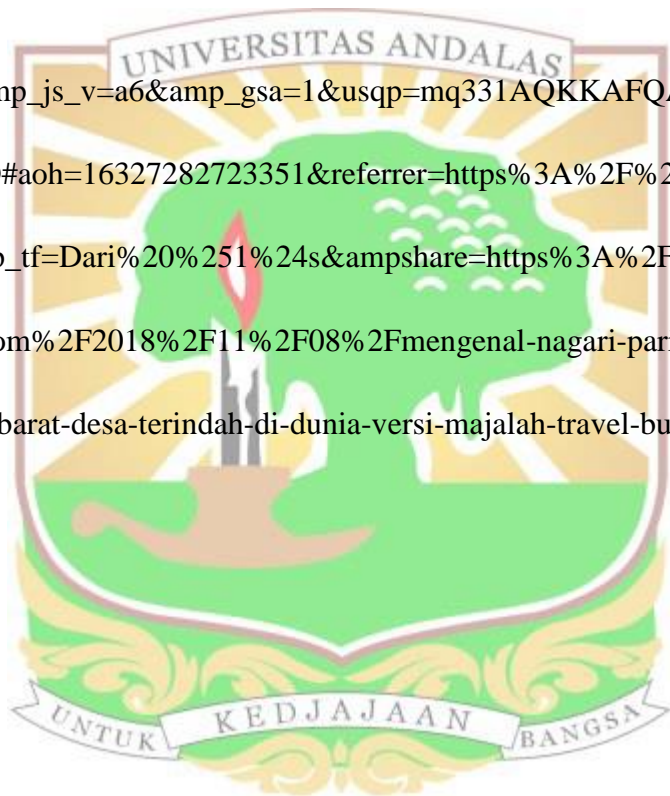 UNIVERSITAS ANDALAS
mp_js_v=a6&amp_gsa=1&usqp=mq331AQKKAFQA
#aoh=16327282723351&referrer=https%3A%2F%2
_tf=Dari%20%251%24s&ampshare=https%3A%2F
om%2F2018%2F11%2F08%2Fmengenal-nagari-par
barat-desa-terindah-di-dunia-versi-majalah-travel-bu
UNTUK KEDJAJAAN BANGSA